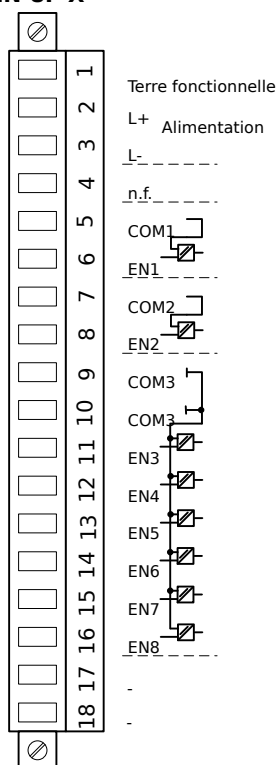 1
Terre fonctionnelle
2
L+
Alimentation
3
L-
4
n.f.
5
COM1
6
EN1
7
COM2
8
EN2
9
COM3
10
COM3
11
EN3
12
EN4
13
EN5
14
EN6
15
EN7
16
EN8
17
-
18
-